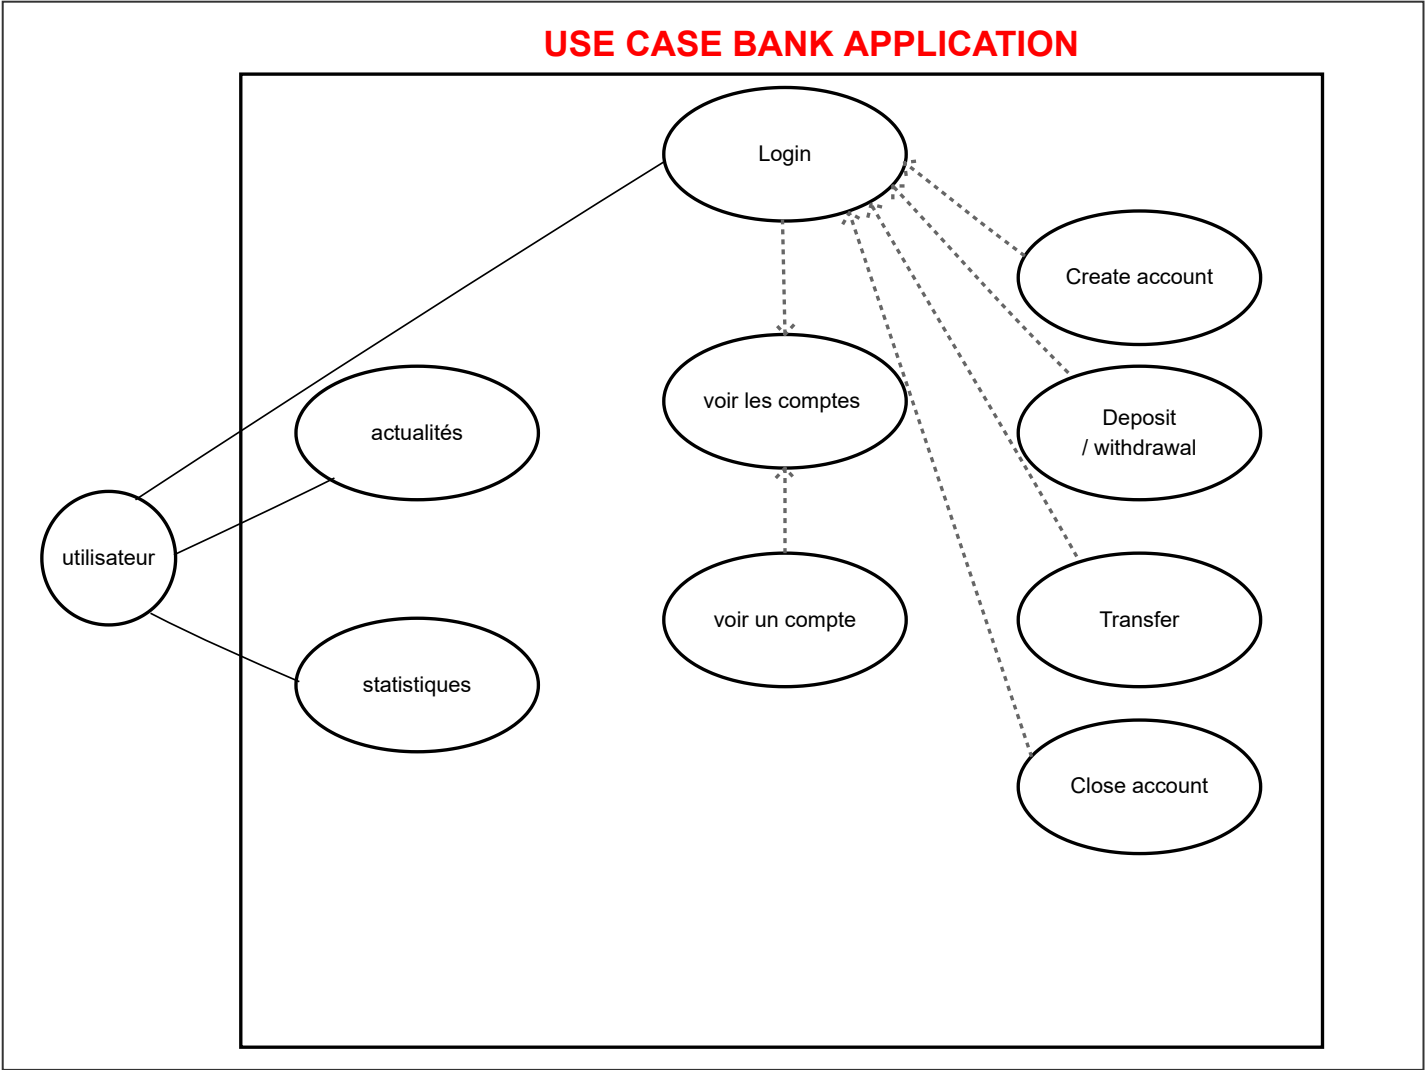 USE CASE BANK APPLICATION
Login
Create account
voir les comptes
actualités
Deposit
/ withdrawal
utilisateur
voir un compte
Transfer
statistiques
Close account